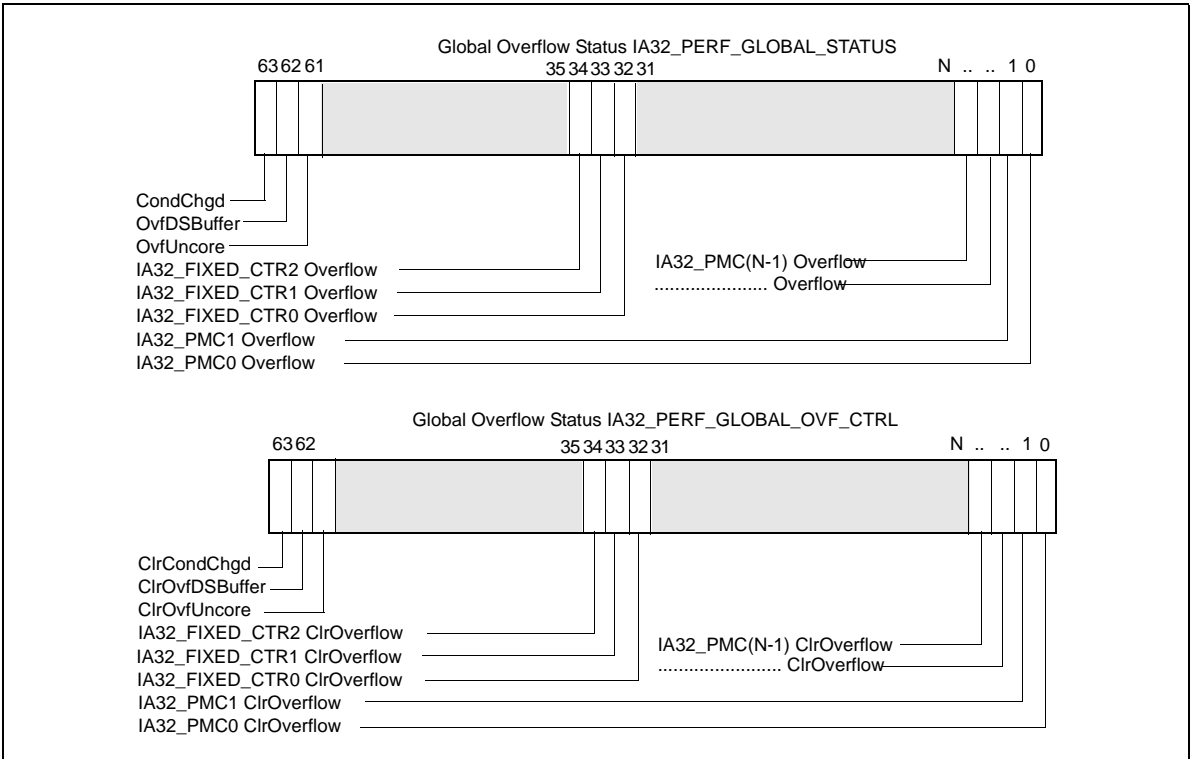 Global Overflow Status IA32_PERF_GLOBAL_STATUS
63 62 61 35 34 33 32 31 N .. .. 1 0
CondChgd
OvfDSBuffer
OvfUncore
IA32_FIXED_CTR2 Overflow
IA32_PMC(N-1) Overflow
IA32_FIXED_CTR1 Overflow
...................... Overflow
IA32_FIXED_CTR0 Overflow
IA32_PMC1 Overflow
IA32_PMC0 Overflow
Global Overflow Status IA32_PERF_GLOBAL_OVF_CTRL
63 62 35 34 33 32 31 N .. .. 1 0
ClrCondChgd
ClrOvfDSBuffer
ClrOvfUncore
IA32_FIXED_CTR2 ClrOverflow
IA32_PMC(N-1) ClrOverflow
IA32_FIXED_CTR1 ClrOverflow
........................ ClrOverflow
IA32_FIXED_CTR0 ClrOverflow
IA32_PMC1 ClrOverflow
IA32_PMC0 ClrOverflow